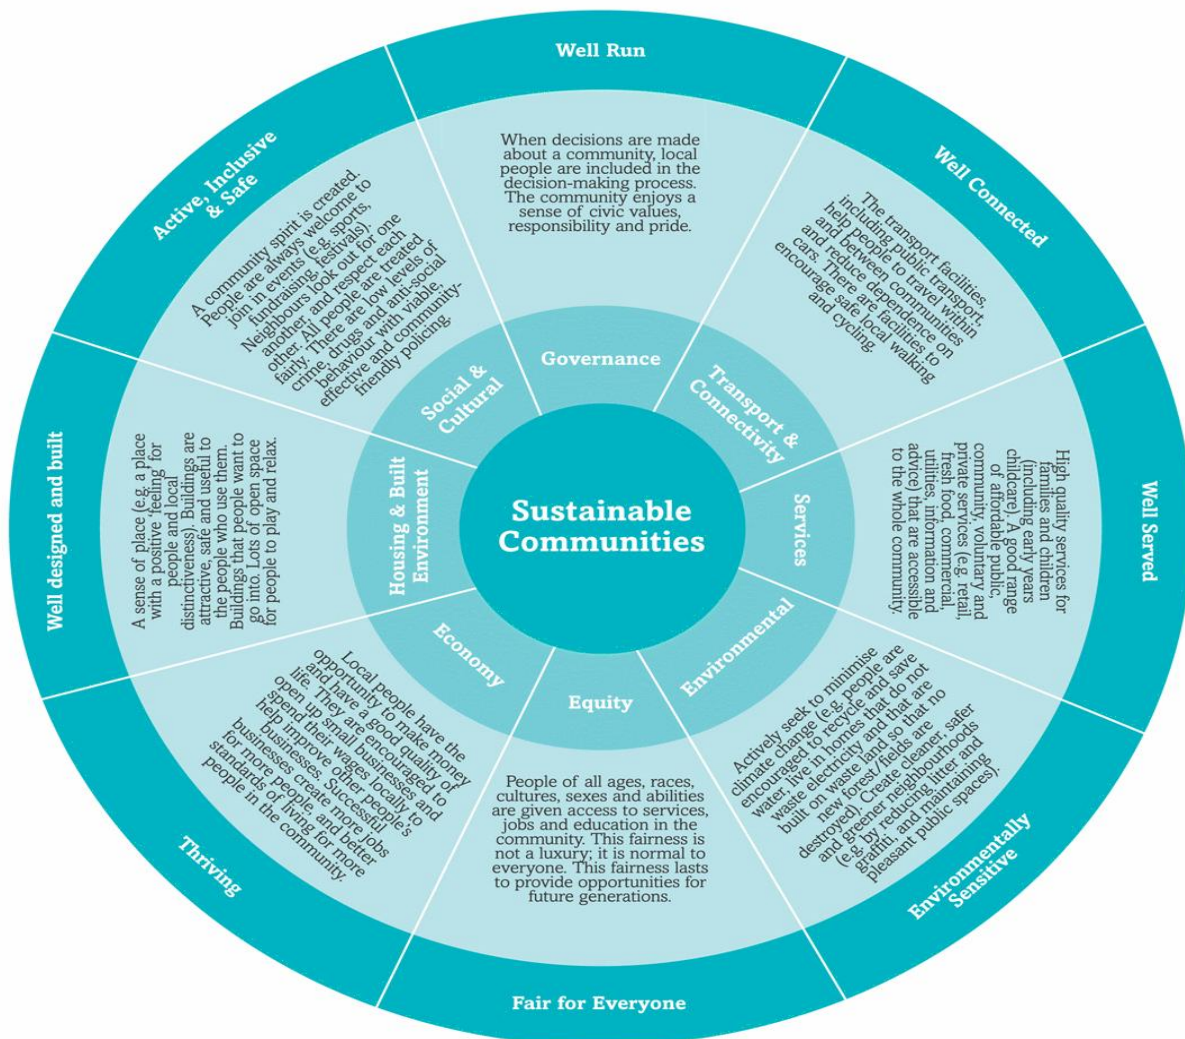 Sustainable
Communities
Well Run
Governance
When decisions are made
about a community, local
people are included in the
decision-making process.
The community enjoys a
sense of civic values,
responsibility and pride.
Well Connected
Transport &
Connectivity
The transport facilities,
including public transport,
help people to travel within
and between communities
and reduce dependence on
cars. There are facilities to
encourage safe local walking
and cycling.
Well Served
Services
High quality services for
families and children
(including early years
childcare). A good range
of affordable public,
community, voluntary and
private services (e.g. retail,
fresh food, commercial,
utilities, information and
advice) that are accessible
to the whole community.
Environmentally
Sensitive
Environmental
Actively seek to minimise
climate change (e.g. people are
encouraged to recycle and save
water, live in homes that do not
waste electricity and that are
built on waste land so that no
new forest/fields are
destroyed). Create cleaner, safer
and greener neighbourhoods
(e.g. by reducing litter and
graffiti, and maintaining
pleasant public spaces).
Fair for Everyone
Equity
People of all ages, races,
cultures, sexes and abilities
are given access to services,
jobs and education in the
community. This fairness is
not a luxury; it is normal to
everyone. This fairness lasts
to provide opportunities for
future generations.
Thriving
Economy
Local people have the
opportunity to make money
and have a good quality of
life. They are encouraged to
open up small businesses and
spend their wages locally, to
help improve other people's
businesses. Successful
businesses create more jobs
for more people, and better
standards of living for more
people in the community.
Well designed and built
Housing & Built
Environment
A sense of place (e.g. a place
with a positive 'feeling' for
people and local
distinctiveness). Buildings are
attractive, safe and useful to
the people who use them.
Buildings that people want to
go into. Lots of open space
for people to play and relax.
Active, Inclusive
& Safe
Social &
Cultural
A community spirit is created.
People are always welcome to
join in events (e.g. sports,
fundraising, festivals).
Neighbours look out for one
another, and respect each
other. All people are treated
fairly. There are low levels of
crime, drugs and anti-social
behaviour with viable,
effective and community-
friendly policing.